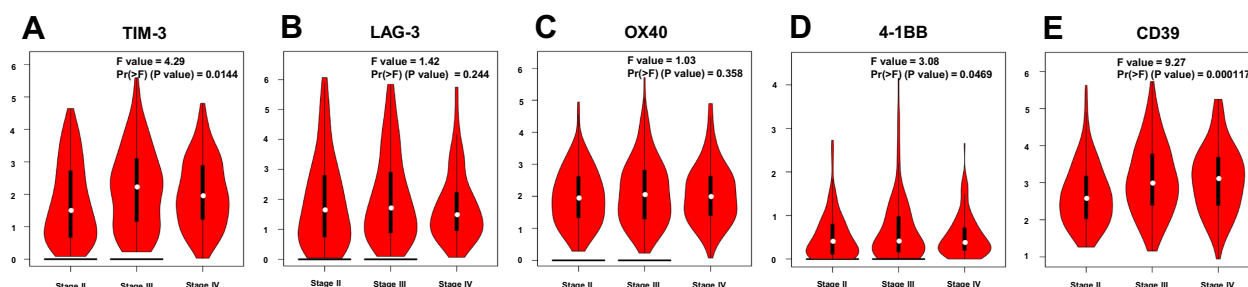 A
TIM-3
F value = 4.29
Pr(>F) (P value) = 0.0144
6
5
4
3
2
1
0
Stage II
Stage III
Stage IV
B
LAG-3
F value = 1.42
Pr(>F) (P value) = 0.244
6
5
4
3
2
1
0
Stage II
Stage III
Stage IV
C
OX40
F value = 1.03
Pr(>F) (P value) = 0.358
6
5
4
3
2
1
0
Stage II
Stage III
Stage IV
D
4-1BB
F value = 3.08
Pr(>F) (P value) = 0.0469
4
3
2
1
0
Stage II
Stage III
Stage IV
E
CD39
F value = 9.27
Pr(>F) (P value) = 0.000117
6
5
4
3
2
1
Stage II
Stage III
Stage IV